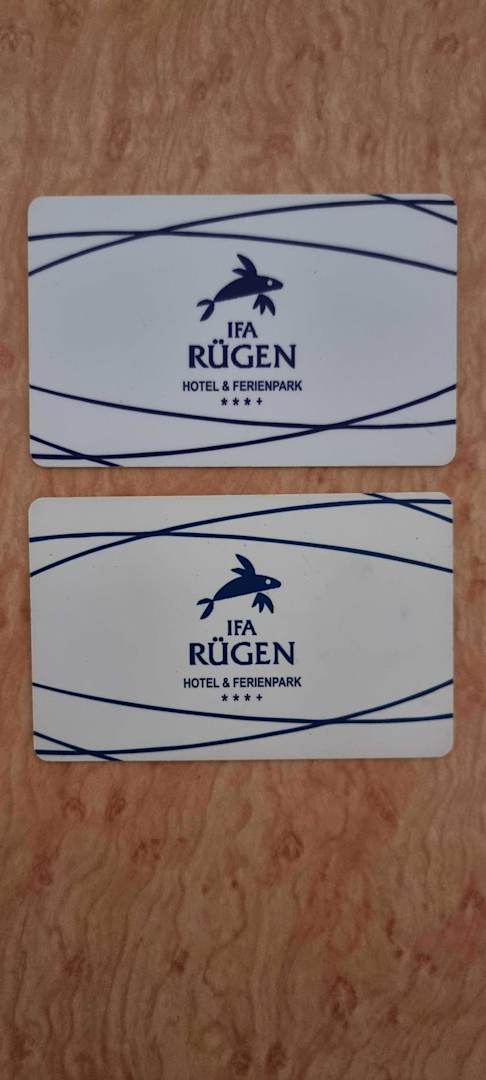 IFA
RÜGEN
HOTEL & FERIENPARK
***+
IFA
RÜGEN
HOTEL & FERIENPARK
***+